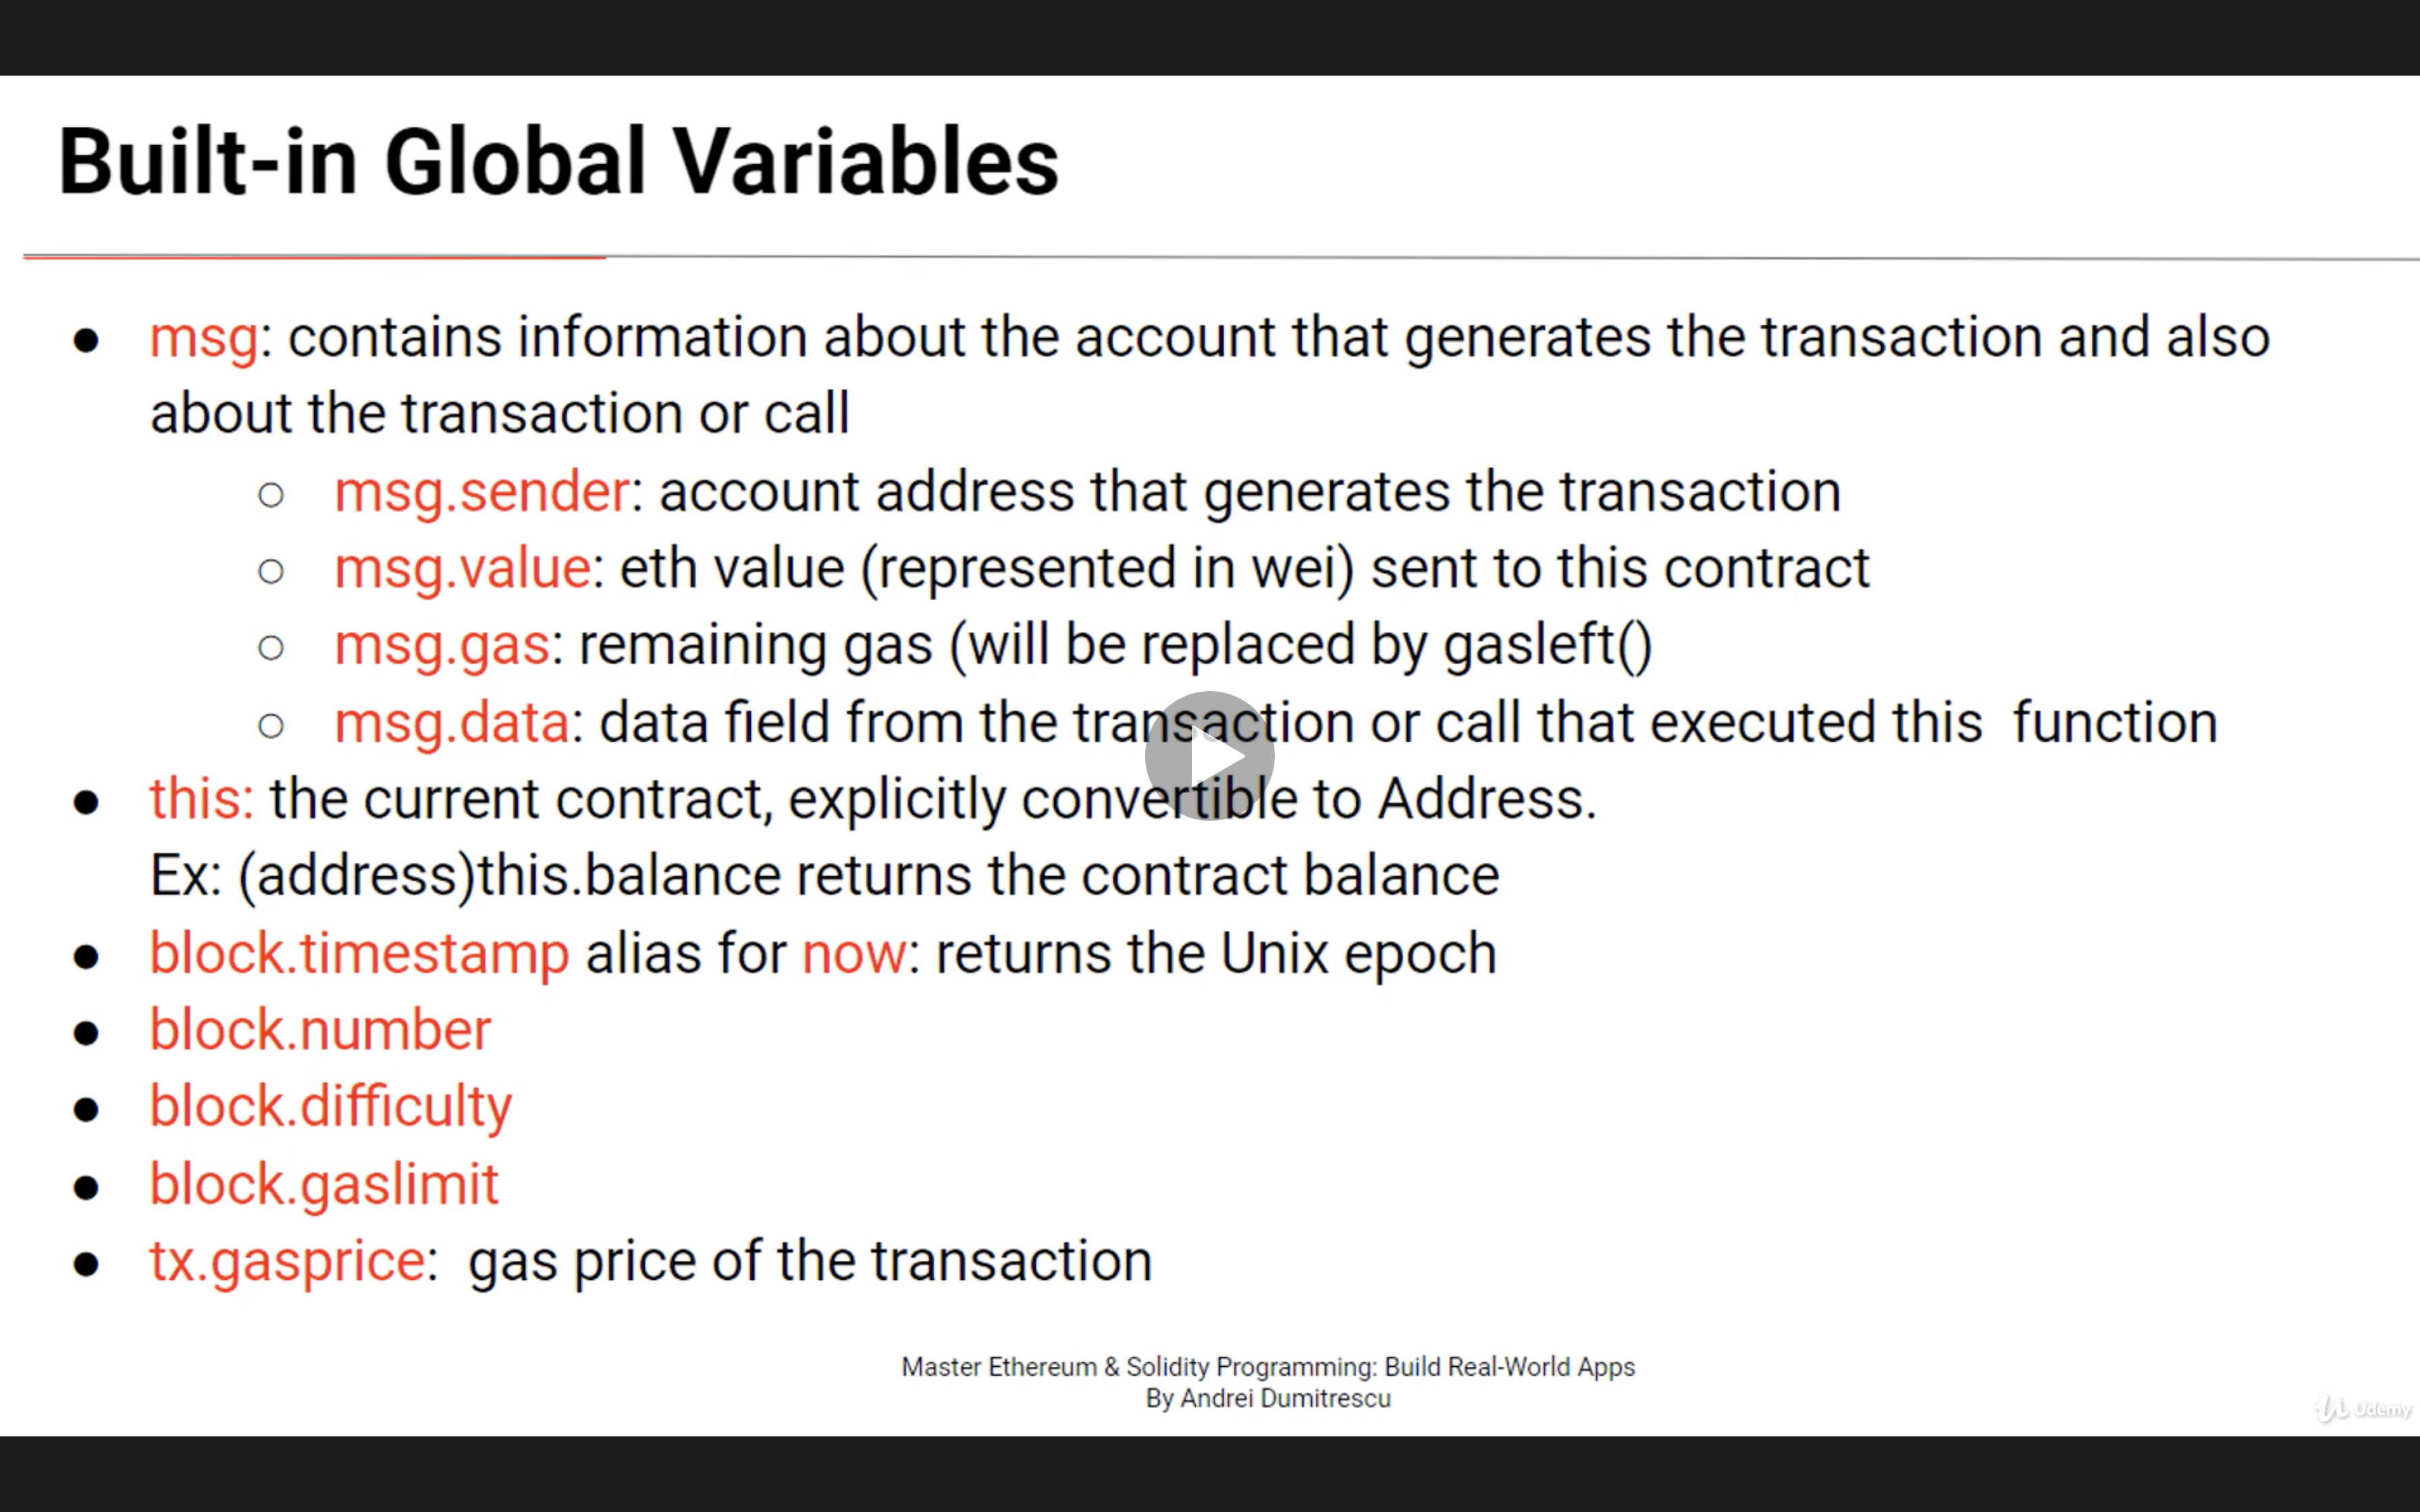 Built-in Global Variables
● msg: contains information about the account that generates the transaction and also
about the transaction or call
○ msg.sender: account address that generates the transaction
○ msg.value: eth value (represented in wei) sent to this contract
○ msg.gas: remaining gas (will be replaced by gasleft()
○ msg.data: data field from the transaction or call that executed this  function
● this: the current contract, explicitly convertible to Address.
Ex: (address)this.balance returns the contract balance
● block.timestamp alias for now: returns the Unix epoch
● block.number
● block.difficulty
● block.gaslimit
● tx.gasprice:  gas price of the transaction
Master Ethereum & Solidity Programming: Build Real-World Apps
By Andrei Dumitrescu
Udemy